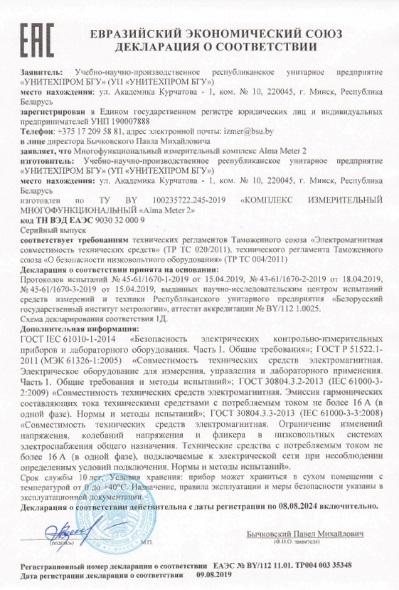 EAC
ЕВРАЗИЙСКИЙ ЭКОНОМИЧЕСКИЙ СОЮЗ
ДЕКЛАРАЦИЯ О СООТВЕТСТВИИ
Заявитель: Учебно-научно-производственное республиканское унитарное предприятие
«УНИТЕХПРОМ БГУ» (УП «УНИТЕХПРОМ БГУ»)
место нахождения: ул. Академика Курчатова - 1, ком. № 10, 220045, г. Минск, Республика
Беларусь
зарегистрирован в Едином государственном регистре юридических лиц и индивидуальных
предпринимателей УНП 190007888
Телефон: +375 17 209 58 81, адрес электронной почты: izmer@bsu.by
в лице директора Бычковского Павла Михайловича
заявляет, что Многофункциональный измерительный комплекс Alma Meter 2
изготовитель: Учебно-научно-производственное республиканское унитарное предприятие
«УНИТЕХПРОМ БГУ» (УП «УНИТЕХПРОМ БГУ»)
место нахождения: ул. Академика Курчатова - 1, ком. № 10, 220045, г. Минск, Республика
Беларусь
изготовлен по ТУ BY 100235722.245-2019 «КОМПЛЕКС ИЗМЕРИТЕЛЬНЫЙ
МНОГОФУНКЦИОНАЛЬНЫЙ «Alma Meter 2»
код ТН ВЭД ЕАЭС 9030 32 000 9
Серийный выпуск
соответствует требованиям технических регламентов Таможенного союза «Электромагнитная
совместимость технических средств» (ТР ТС 020/2011), технического регламента Таможенного
союза «О безопасности низковольтного оборудования» (ТР ТС 004/2011)
Декларация о соответствии принята на основании:
Протоколов испытаний №45-61/1670-1-2019 от 15.04.2019, №43-61/1670-2-2019 от 18.04.2019,
№45-61/1670-3-2019 от 15.04.2019, выданных научно-исследовательским центром испытаний
средств измерений и техники Республиканского унитарного предприятия «Белорусский
государственный институт метрологии», аттестат аккредитации №BY/112 1.0025.
Схема декларирования соответствия 1Д.
Дополнительная информация:
ГОСТ IEC 61010-1-2014 «Безопасность электрических контрольно-измерительных
приборов и лабораторного оборудования. Часть 1. Общие требования»; ГОСТ Р 51522.1-
2011 (МЭК 61326-1:2005) «Совместимость технических средств электромагнитная.
Электрическое оборудование для измерения, управления и лабораторного применения.
Часть 1. Общие требования и методы испытаний»; ГОСТ 30804.3.2-2013 (IEC 61000-3-
2:2009) «Совместимость технических средств электромагнитная. Эмиссия гармонических
составляющих тока техническими средствами с потребляемым током не более 16 А (в
одной фазе). Нормы и методы испытаний»; ГОСТ 30804.3.3-2013 (IEC 61000-3-3:2008)
«Совместимость технических средств электромагнитная. Ограничение изменений
напряжения, колебаний напряжения и фликера в низковольтных системах
электроснабжения общего назначения. Технические средства с потребляемым током не
более 16 А (в одной фазе), подключаемые к электрической сети при несоблюдении
определенных условий подключения. Нормы и методы испытаний».
Срок службы 10 лет. Условия хранения: прибор может храниться в сухом помещении с
температурой от 0 до +40°С. Назначение, правила эксплуатации и меры безопасности указаны в
эксплуатационной документации.
Декларация о соответствии действительна с даты регистрации по 08.08.2024 включительно.
Бычковский Павел Михайлович
М.П.
(Ф.И.О. заявителя)
Регистрационный номер декларации о соответствии: ЕАЭС № BY/112 11.01. ТР004 003 35348
Дата регистрации декларации о соответствии: 09.08.2019